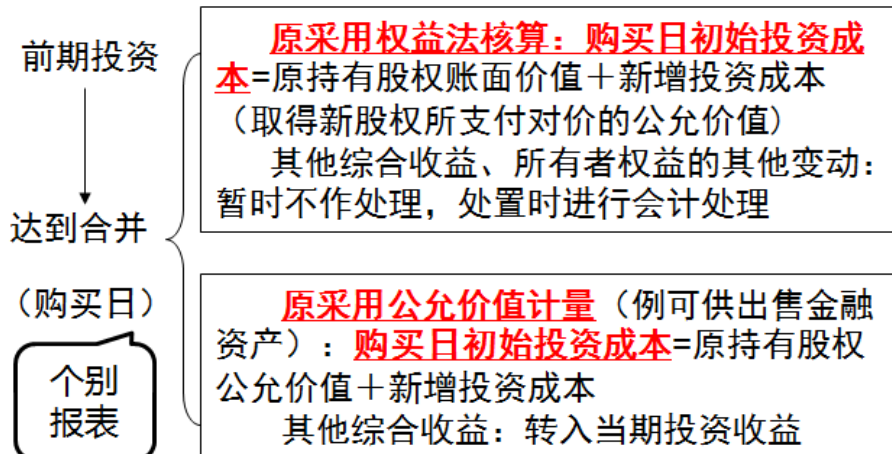 前期投资
达到合并
（购买日）
个别
报表
原采用权益法核算：购买日初始投资成
本=原持有股权账面价值＋新增投资成本
（取得新股权所支付对价的公允价值）
其他综合收益、所有者权益的其他变动：
暂时不作处理，处置时进行会计处理
原采用公允价值计量（例可供出售金融
资产）：购买日初始投资成本=原持有股权
公允价值＋新增投资成本
其他综合收益：转入当期投资收益